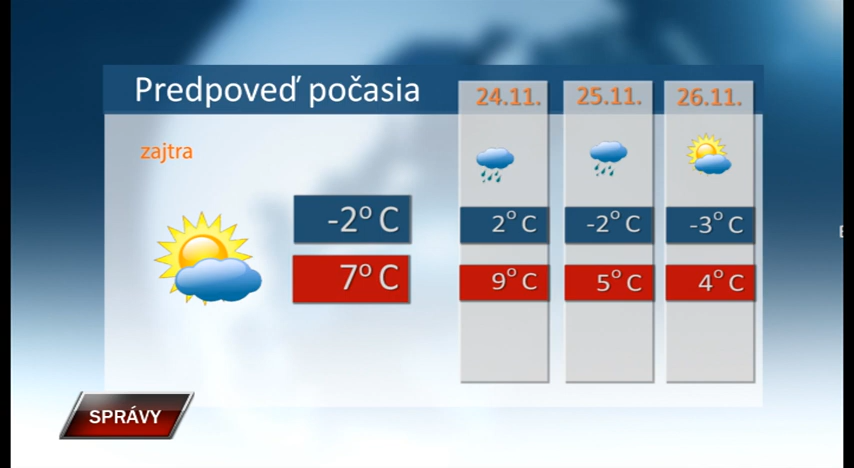 Predpoveď počasia
zajtra
-2° C
7° C
24.11.
2° C
9° C
25.11.
-2° C
5° C
26.11.
-3° C
4° C
SPRÁVY